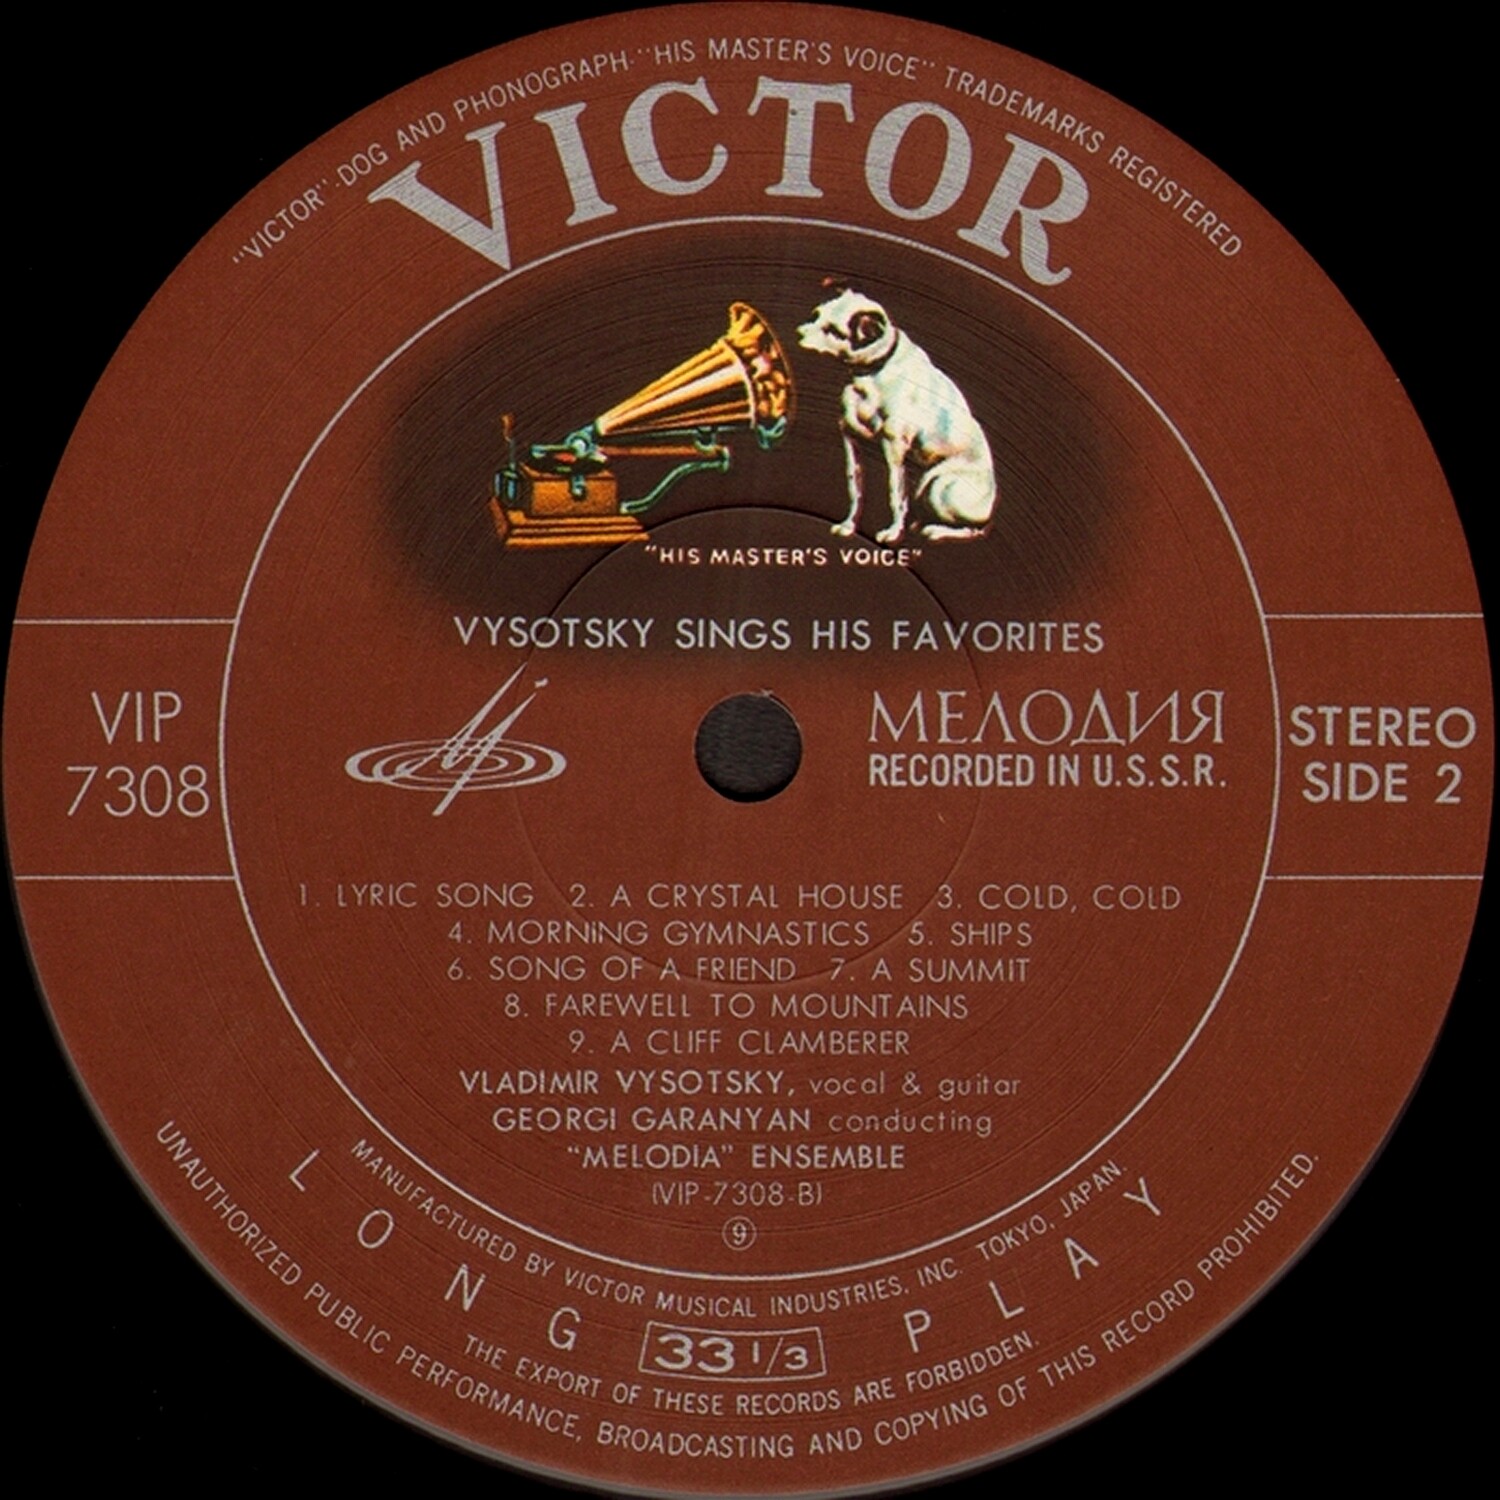 "VICTOR"·DOG AND PHONOGRAPH·"HIS MASTER'S VOICE" TRADEMARKS REGISTERED
VICTOR
"HIS MASTER'S VOICE"
VYSOTSKY SINGS HIS FAVORITES
VIP
7308
МЕЛОДИЯ
RECORDED IN U.S.S.R.
STEREO
SIDE 2
1. LYRIC SONG 2. A CRYSTAL HOUSE 3. COLD, COLD
4. MORNING GYMNASTICS 5. SHIPS
6. SONG OF A FRIEND 7. A SUMMIT
8. FAREWELL TO MOUNTAINS
9. A CLIFF CLAMBERER
VLADIMIR VYSOTSKY, vocal & guitar
GEORGI GARANYAN conducting
"MELODIA" ENSEMBLE
(VIP-7308-B)
9
MANUFACTURED BY VICTOR MUSICAL INDUSTRIES, INC. TOKYO, JAPAN.
LONG 33 1/3 PLAY
THE EXPORT OF THESE RECORDS ARE FORBIDDEN.
UNAUTHORIZED PUBLIC PERFORMANCE, BROADCASTING AND COPYING OF THIS RECORD PROHIBITED.